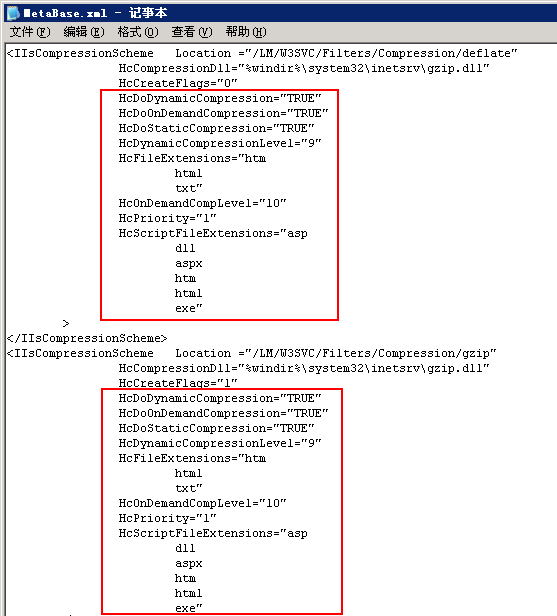 MetaBase.xml - 记事本
文件(F) 编辑(E) 格式(O) 查看(V) 帮助(H)
<IIsCompressionScheme Location ="/LM/W3SVC/Filters/Compression/deflate"
HcCompressionDll="%windir%\system32\inetsrv\gzip.dll"
HcCreateFlags="0"
HcDoDynamicCompression="TRUE"
HcDoOnDemandCompression="TRUE"
HcDoStaticCompression="TRUE"
HcDynamicCompressionLevel="9"
HcFileExtensions="htm
html
txt"
HcOnDemandCompLevel="10"
HcPriority="1"
HcScriptFileExtensions="asp
dll
aspx
htm
html
exe"
>
</IIsCompressionScheme>
<IIsCompressionScheme Location ="/LM/W3SVC/Filters/Compression/gzip"
HcCompressionDll="%windir%\system32\inetsrv\gzip.dll"
HcCreateFlags="1"
HcDoDynamicCompression="TRUE"
HcDoOnDemandCompression="TRUE"
HcDoStaticCompression="TRUE"
HcDynamicCompressionLevel="9"
HcFileExtensions="htm
html
txt"
HcOnDemandCompLevel="10"
HcPriority="1"
HcScriptFileExtensions="asp
dll
aspx
htm
html
exe"